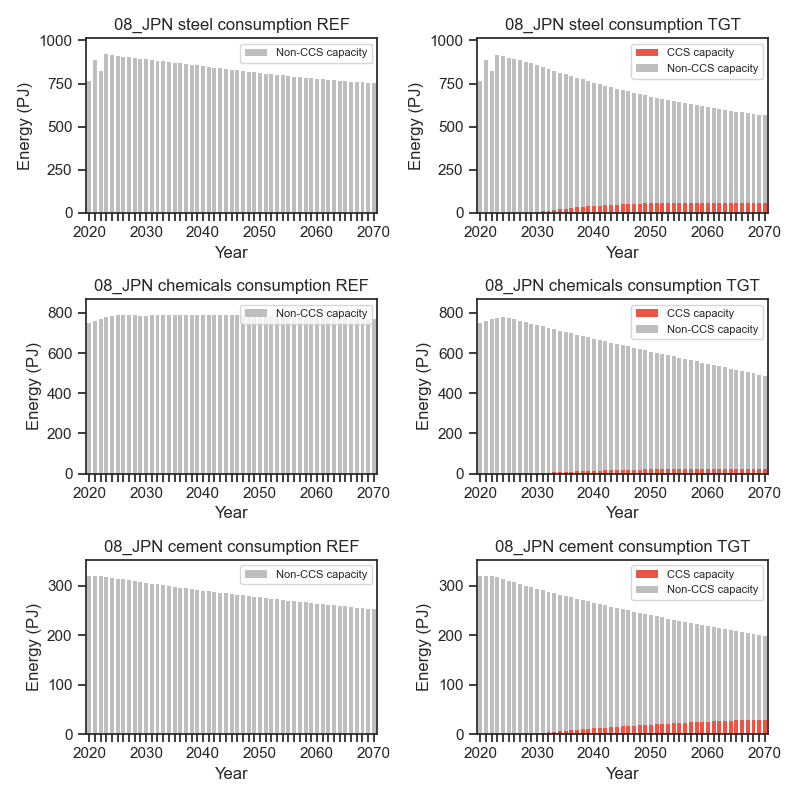 08_JPN steel consumption REF
Energy (PJ)
1000
750
500
250
0
Non-CCS capacity
2020 2030 2040 2050 2060 2070
Year
08_JPN steel consumption TGT
Energy (PJ)
1000
750
500
250
0
CCS capacity
Non-CCS capacity
2020 2030 2040 2050 2060 2070
Year
08_JPN chemicals consumption REF
Energy (PJ)
800
600
400
200
0
Non-CCS capacity
2020 2030 2040 2050 2060 2070
Year
08_JPN chemicals consumption TGT
Energy (PJ)
800
600
400
200
0
CCS capacity
Non-CCS capacity
2020 2030 2040 2050 2060 2070
Year
08_JPN cement consumption REF
Energy (PJ)
300
200
100
0
Non-CCS capacity
2020 2030 2040 2050 2060 2070
Year
08_JPN cement consumption TGT
Energy (PJ)
300
200
100
0
CCS capacity
Non-CCS capacity
2020 2030 2040 2050 2060 2070
Year